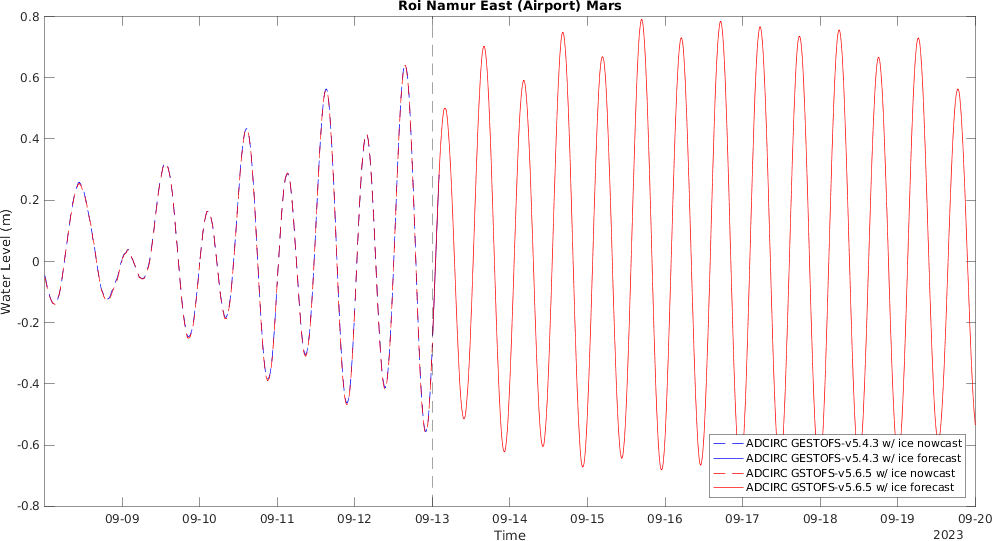 Roi Namur East (Airport) Mars
0.8
0.6
0.4
0.2
0
-0.2
-0.4
-0.6
-0.8
Water Level (m)
ADCIRC GESTOFS-v5.4.3 w/ ice nowcast
ADCIRC GESTOFS-v5.4.3 w/ ice forecast
ADCIRC GSTOFS-v5.6.5 w/ ice nowcast
ADCIRC GSTOFS-v5.6.5 w/ ice forecast
09-09 09-10 09-11 09-12 09-13 09-14 09-15 09-16 09-17 09-18 09-19 09-20
Time
2023